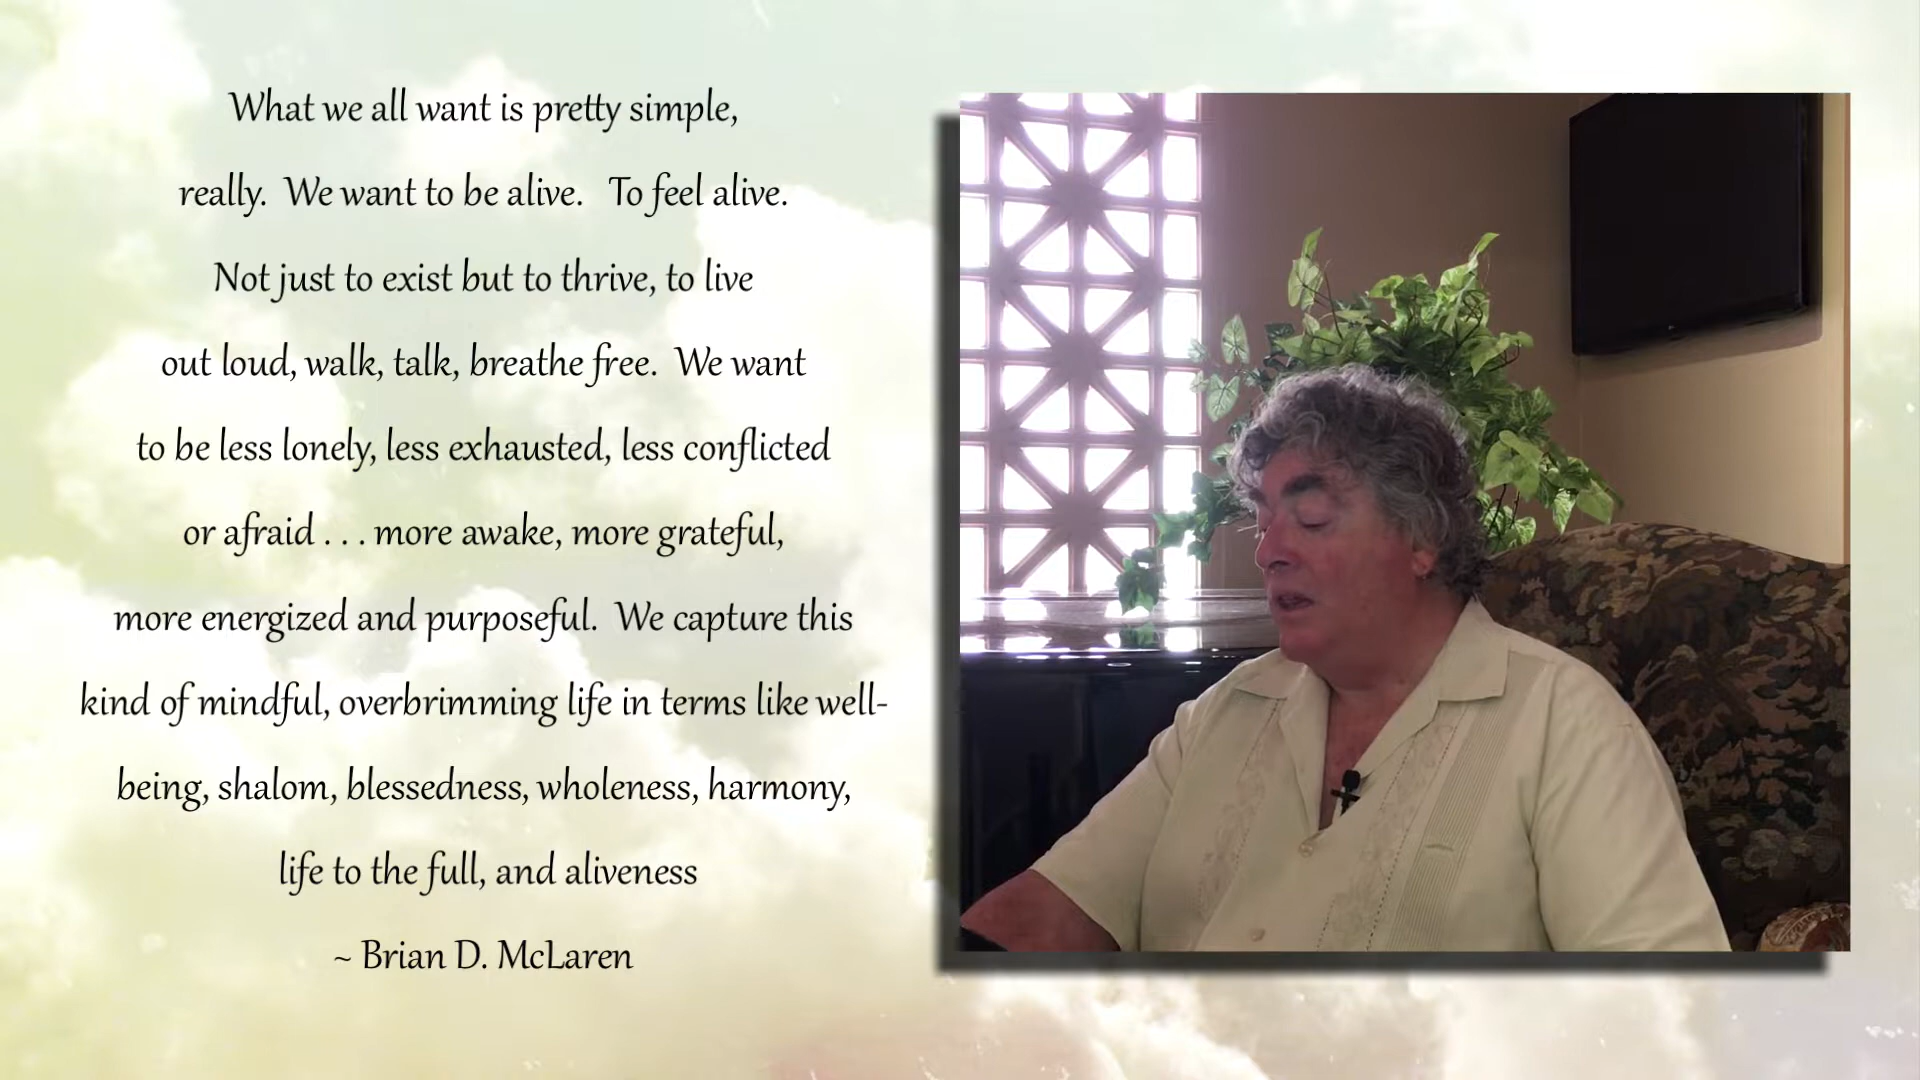 What we all want is pretty simple,
really.  We want to be alive.   To feel alive.
Not just to exist but to thrive, to live
out loud, walk, talk, breathe free.  We want
to be less lonely, less exhausted, less conflicted
or afraid . . . more awake, more grateful,
more energized and purposeful.  We capture this
kind of mindful, overbrimming life in terms like well-
being, shalom, blessedness, wholeness, harmony,
life to the full, and aliveness
~ Brian D. McLaren